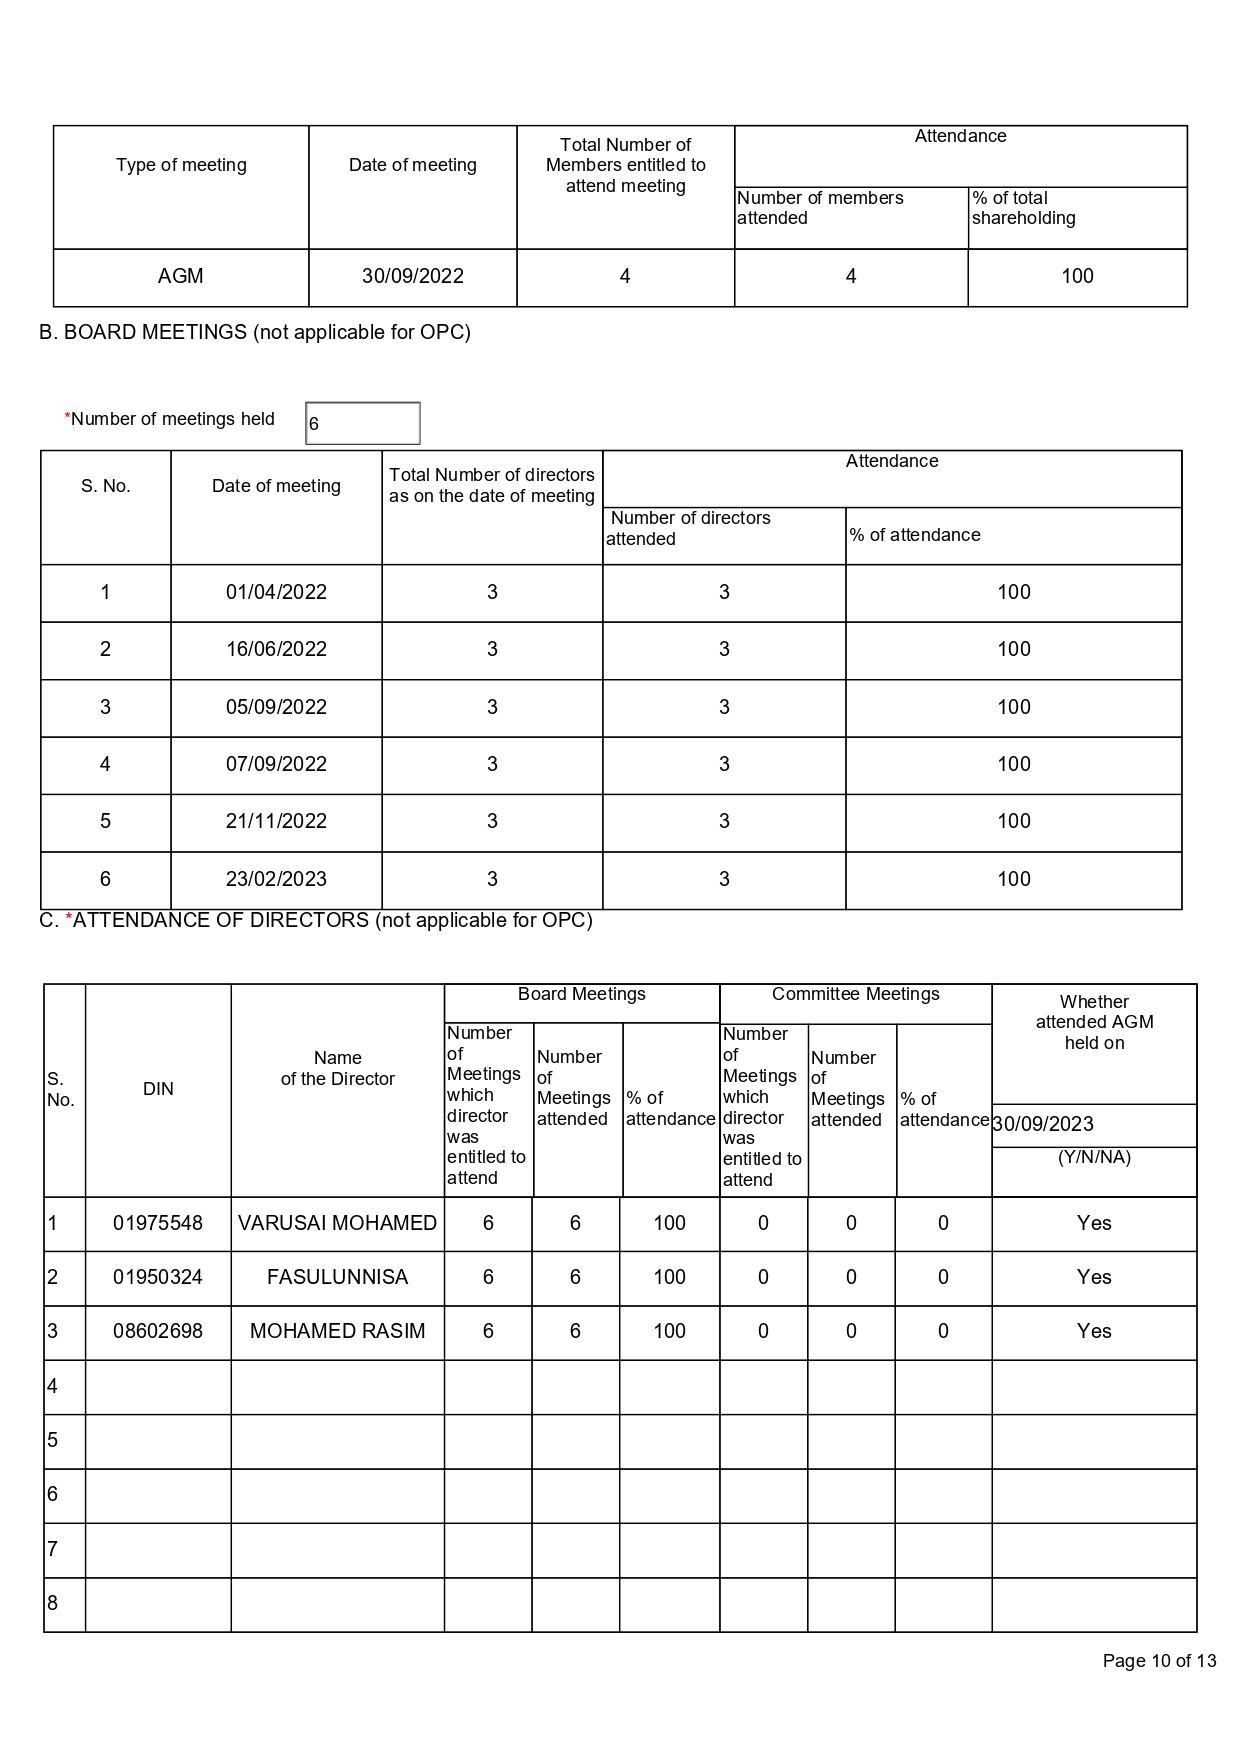 Type of meeting
Date of meeting
Total Number of
Members entitled to
attend meeting
Attendance
Number of members
attended
% of total
shareholding
AGM 30/09/2022 4 4 100
B. BOARD MEETINGS (not applicable for OPC)
*Number of meetings held 6
S. No.
Date of meeting
Total Number of directors
as on the date of meeting
Attendance
Number of directors
attended
% of attendance
1 01/04/2022 3 3 100
2 16/06/2022 3 3 100
3 05/09/2022 3 3 100
4 07/09/2022 3 3 100
5 21/11/2022 3 3 100
6 23/02/2023 3 3 100
C. *ATTENDANCE OF DIRECTORS (not applicable for OPC)
S.
No.
DIN
Name
of the Director
Board Meetings
Number
of
Meetings
which
director
was
entitled to
attend
Number
of
Meetings
attended
% of
attendance
Committee Meetings
Number
of
Meetings
which
director
was
entitled to
attend
Number
of
Meetings
attended
% of
attendance
Whether
attended AGM
held on
30/09/2023
(Y/N/NA)
1 01975548 VARUSAI MOHAMED 6 6 100 0 0 0 Yes
2 01950324 FASULUNNISA 6 6 100 0 0 0 Yes
3 08602698 MOHAMED RASIM 6 6 100 0 0 0 Yes
4
5
6
7
8
Page 10 of 13